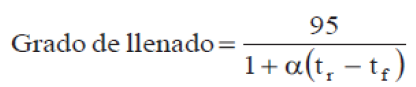 Grado de llenado = 95 / (1 + α(t_r − t_f))